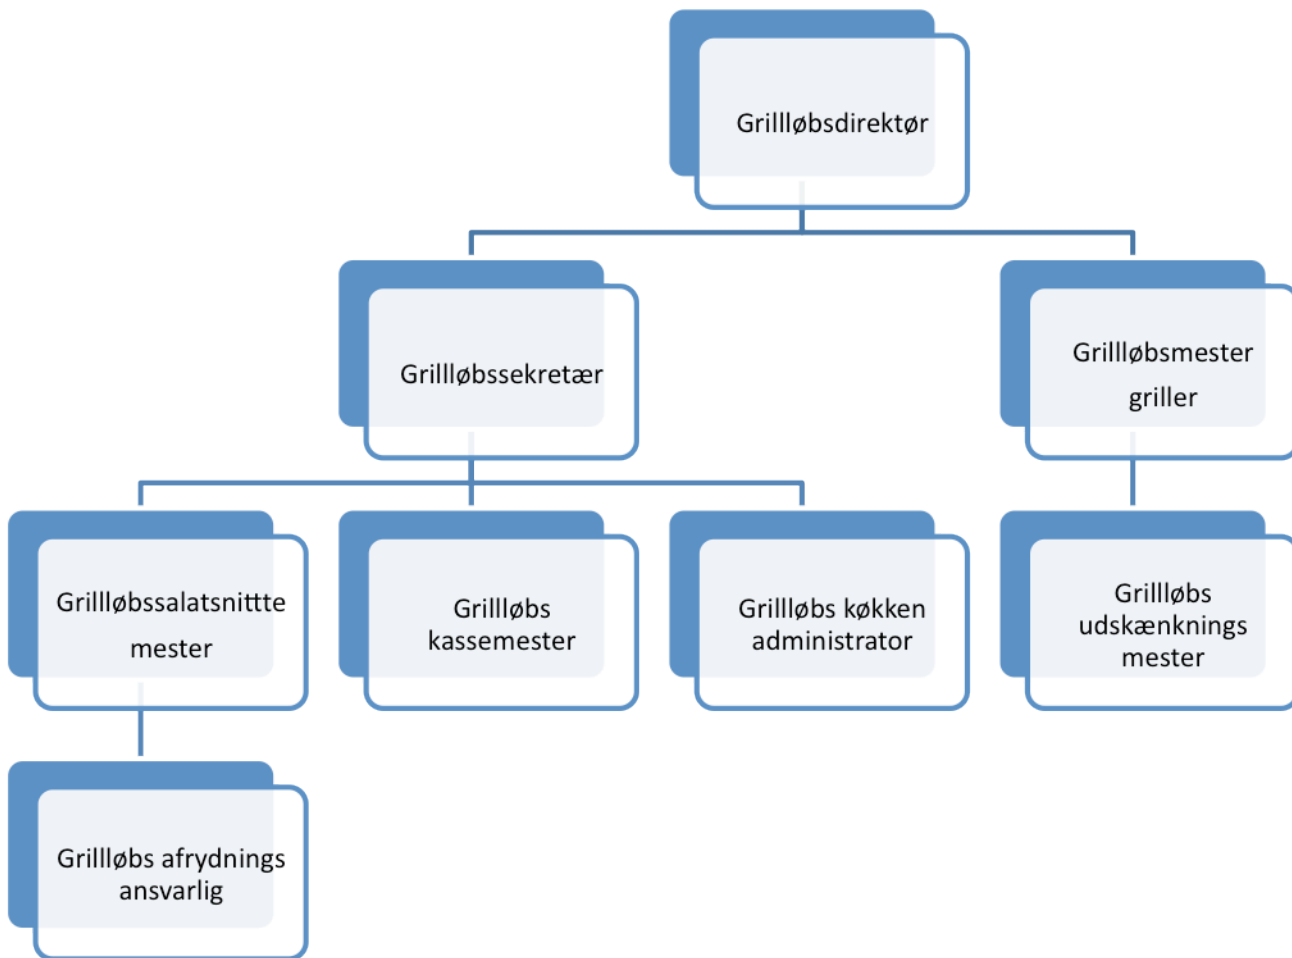 Grillløbsdirektør
Grillløbssekretær
Grillløbsmester
griller
Grillløbssalatsnittte
mester
Grillløbs
kassemester
Grillløbs køkken
administrator
Grillløbs
udskænknings
mester
Grillløbs afrydnings
ansvarlig